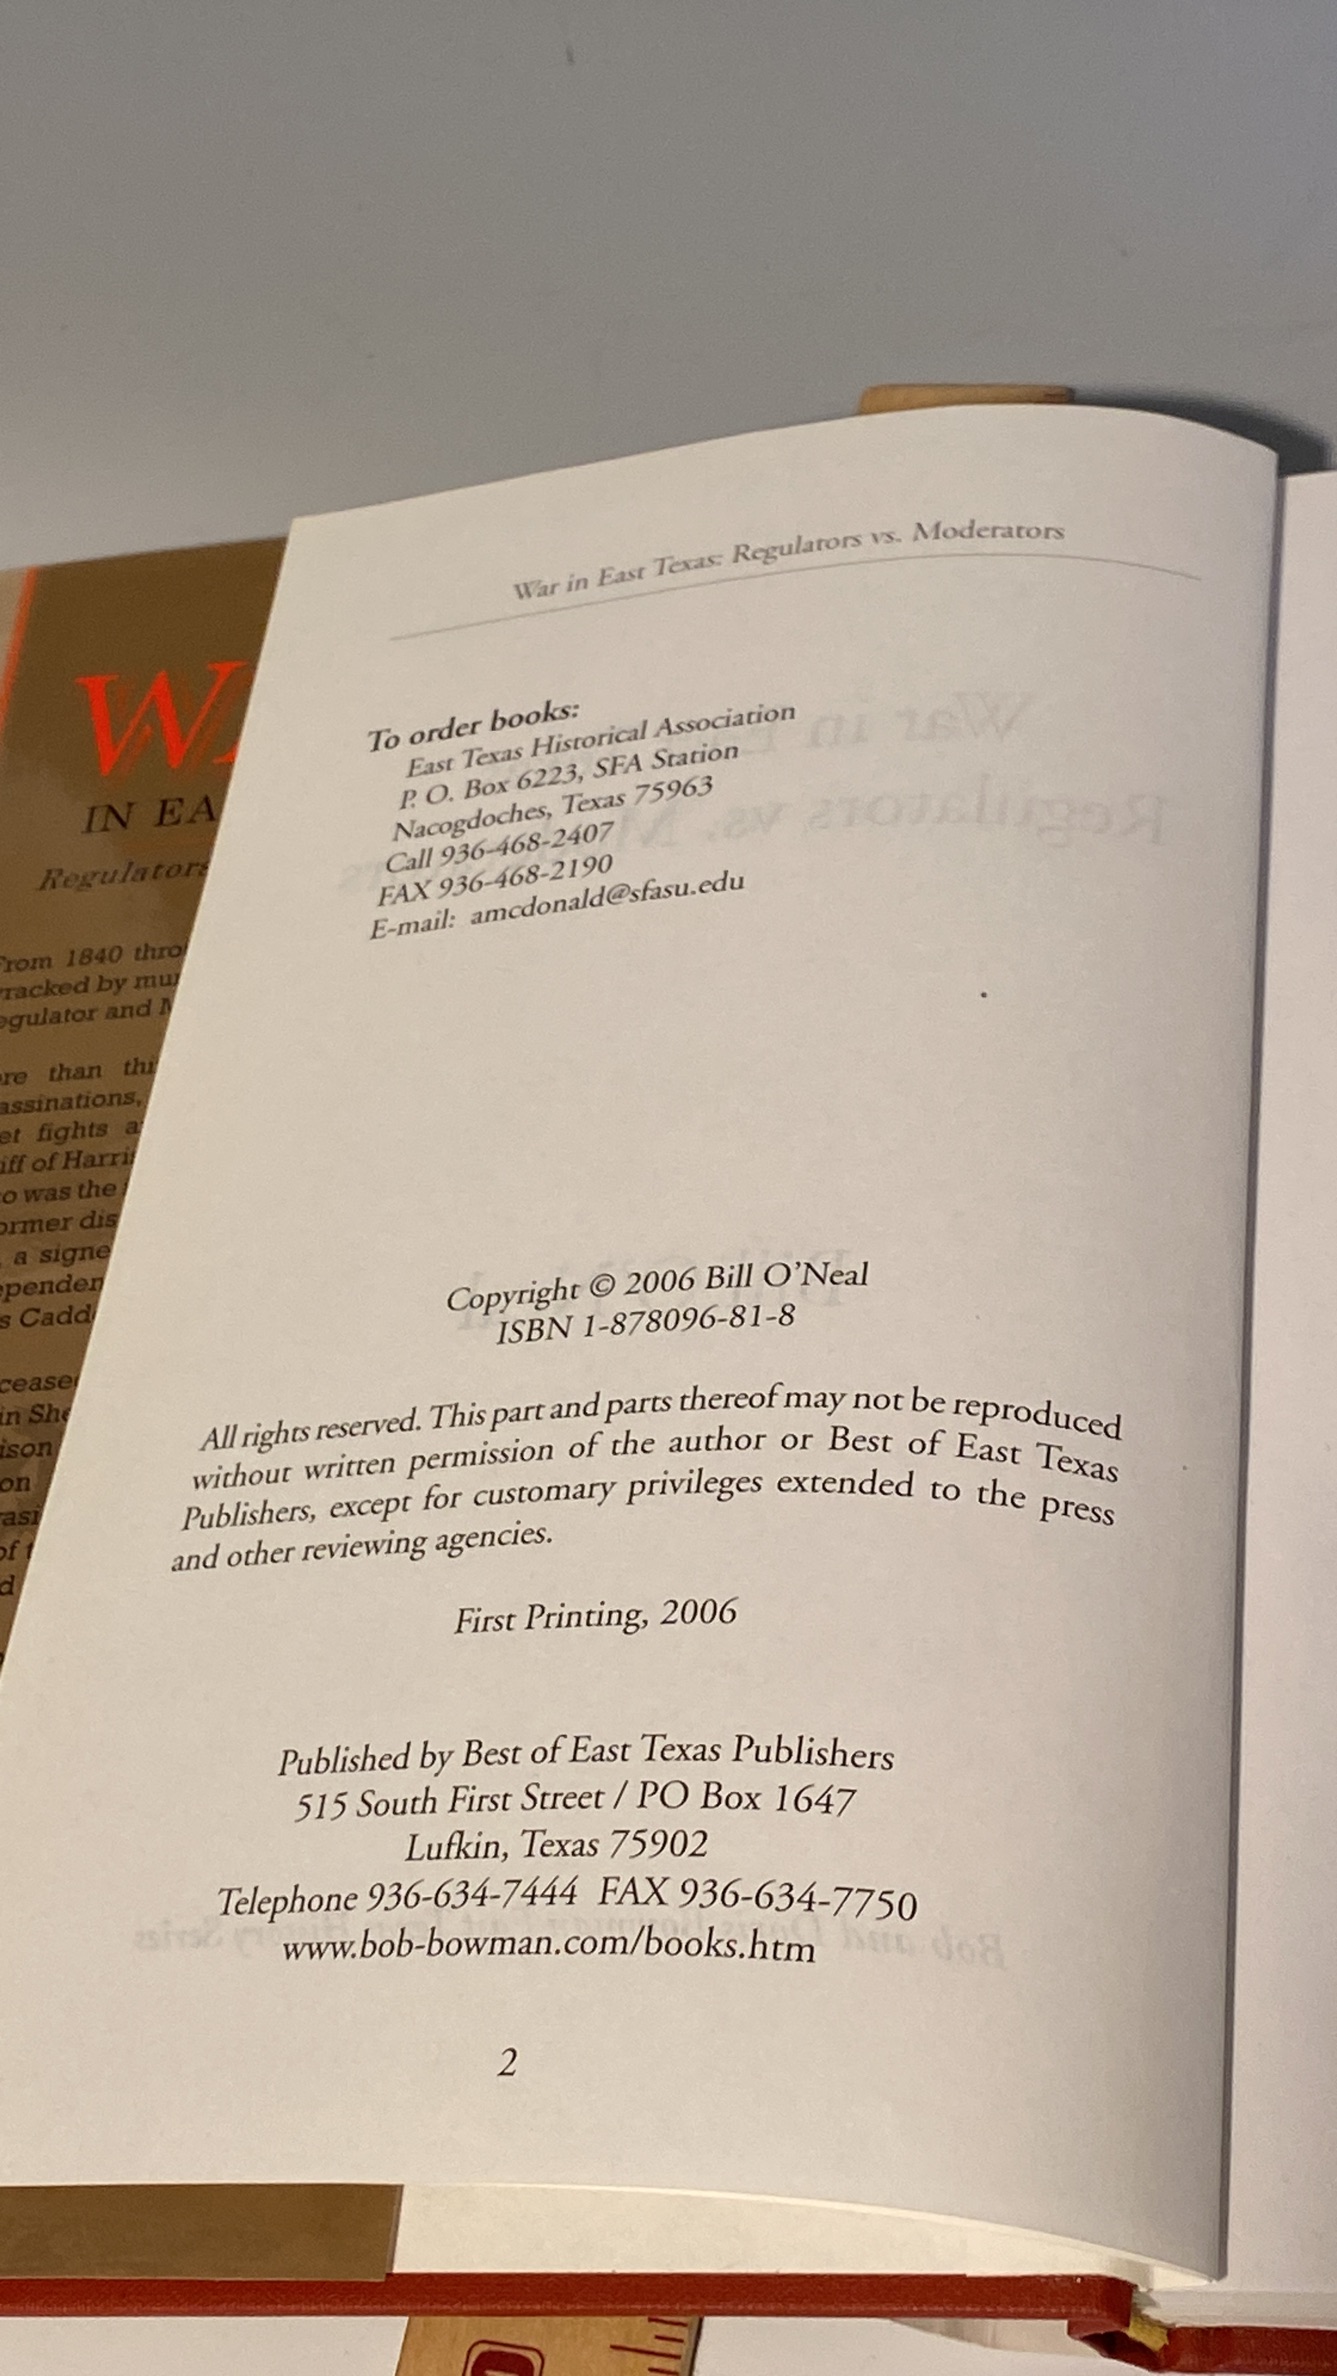 War in East Texas: Regulators vs. Moderators
To order books:
East Texas Historical Association
P. O. Box 6223, SFA Station
Nacogdoches, Texas 75963
Call 936-468-2407
FAX 936-468-2190
E-mail: amcdonald@sfasu.edu
Copyright © 2006 Bill O'Neal
ISBN 1-878096-81-8
All rights reserved. This part and parts thereof may not be reproduced
without written permission of the author or Best of East Texas
Publishers, except for customary privileges extended to the press
and other reviewing agencies.
First Printing, 2006
Published by Best of East Texas Publishers
515 South First Street / PO Box 1647
Lufkin, Texas 75902
Telephone 936-634-7444 FAX 936-634-7750
www.bob-bowman.com/books.htm
2
IN EA
Regulators
From 1840 thro
racked by mu
egulator and M
re than thi
assinations,
et fights a
iff of Harris
o was the
ormer dis
a signe
ependen
s Cadd
cease
in She
ison
on
asi
of t
d